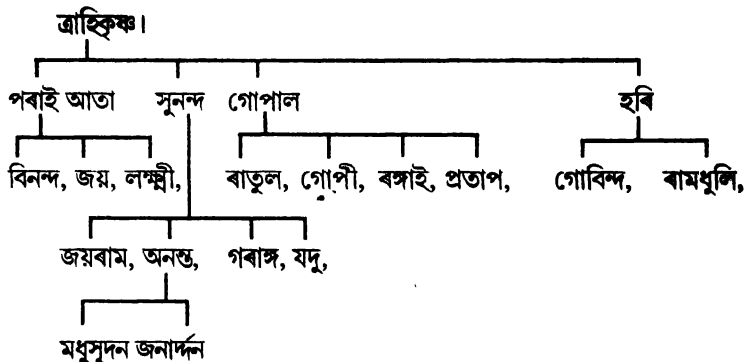 ত্ৰাহিকৃষ্ণ।
পৰাই আতা সুনন্দ গোপাল হৰি
বিনন্দ, জয়, লক্ষ্মী, ৰাতুল, গোপী, ৰঙ্গাই, প্ৰতাপ, গোবিন্দ, ৰামধুলি,
জয়ৰাম, অনন্ত, গৰাঙ্গ, যদু,
মধুসূদন জনাৰ্দ্দন